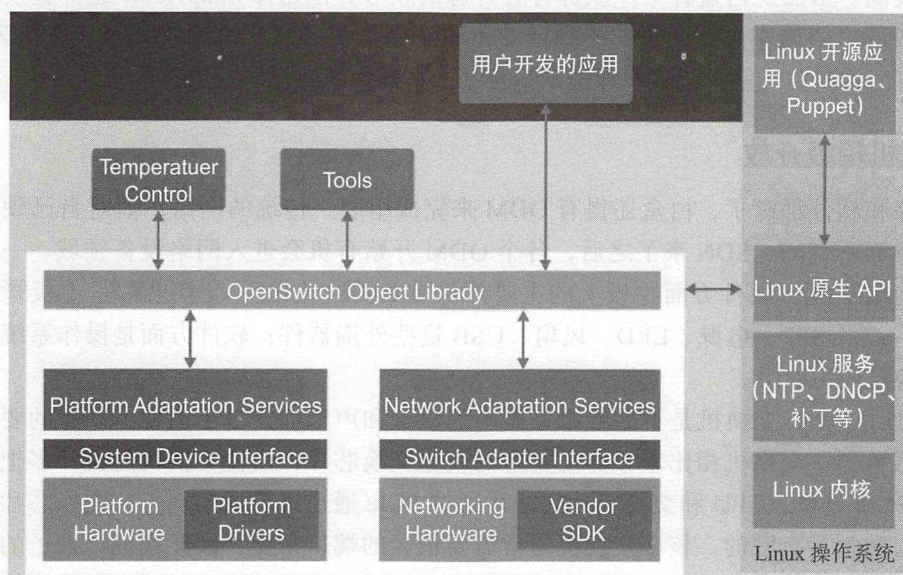 用户开发的应用
Linux 开源应
用（Quagga、
Puppet）
Temperatuer
Control
Tools
OpenSwitch Object Librady
Linux 原生 API
Platform Adaptation Services
Network Adaptation Services
Linux 服务
（NTP、DNCP、
补丁等）
System Device Interface
Switch Adapter Interface
Platform
Hardware
Platform
Drivers
Networking
Hardware
Vendor
SDK
Linux 内核
Linux 操作系统